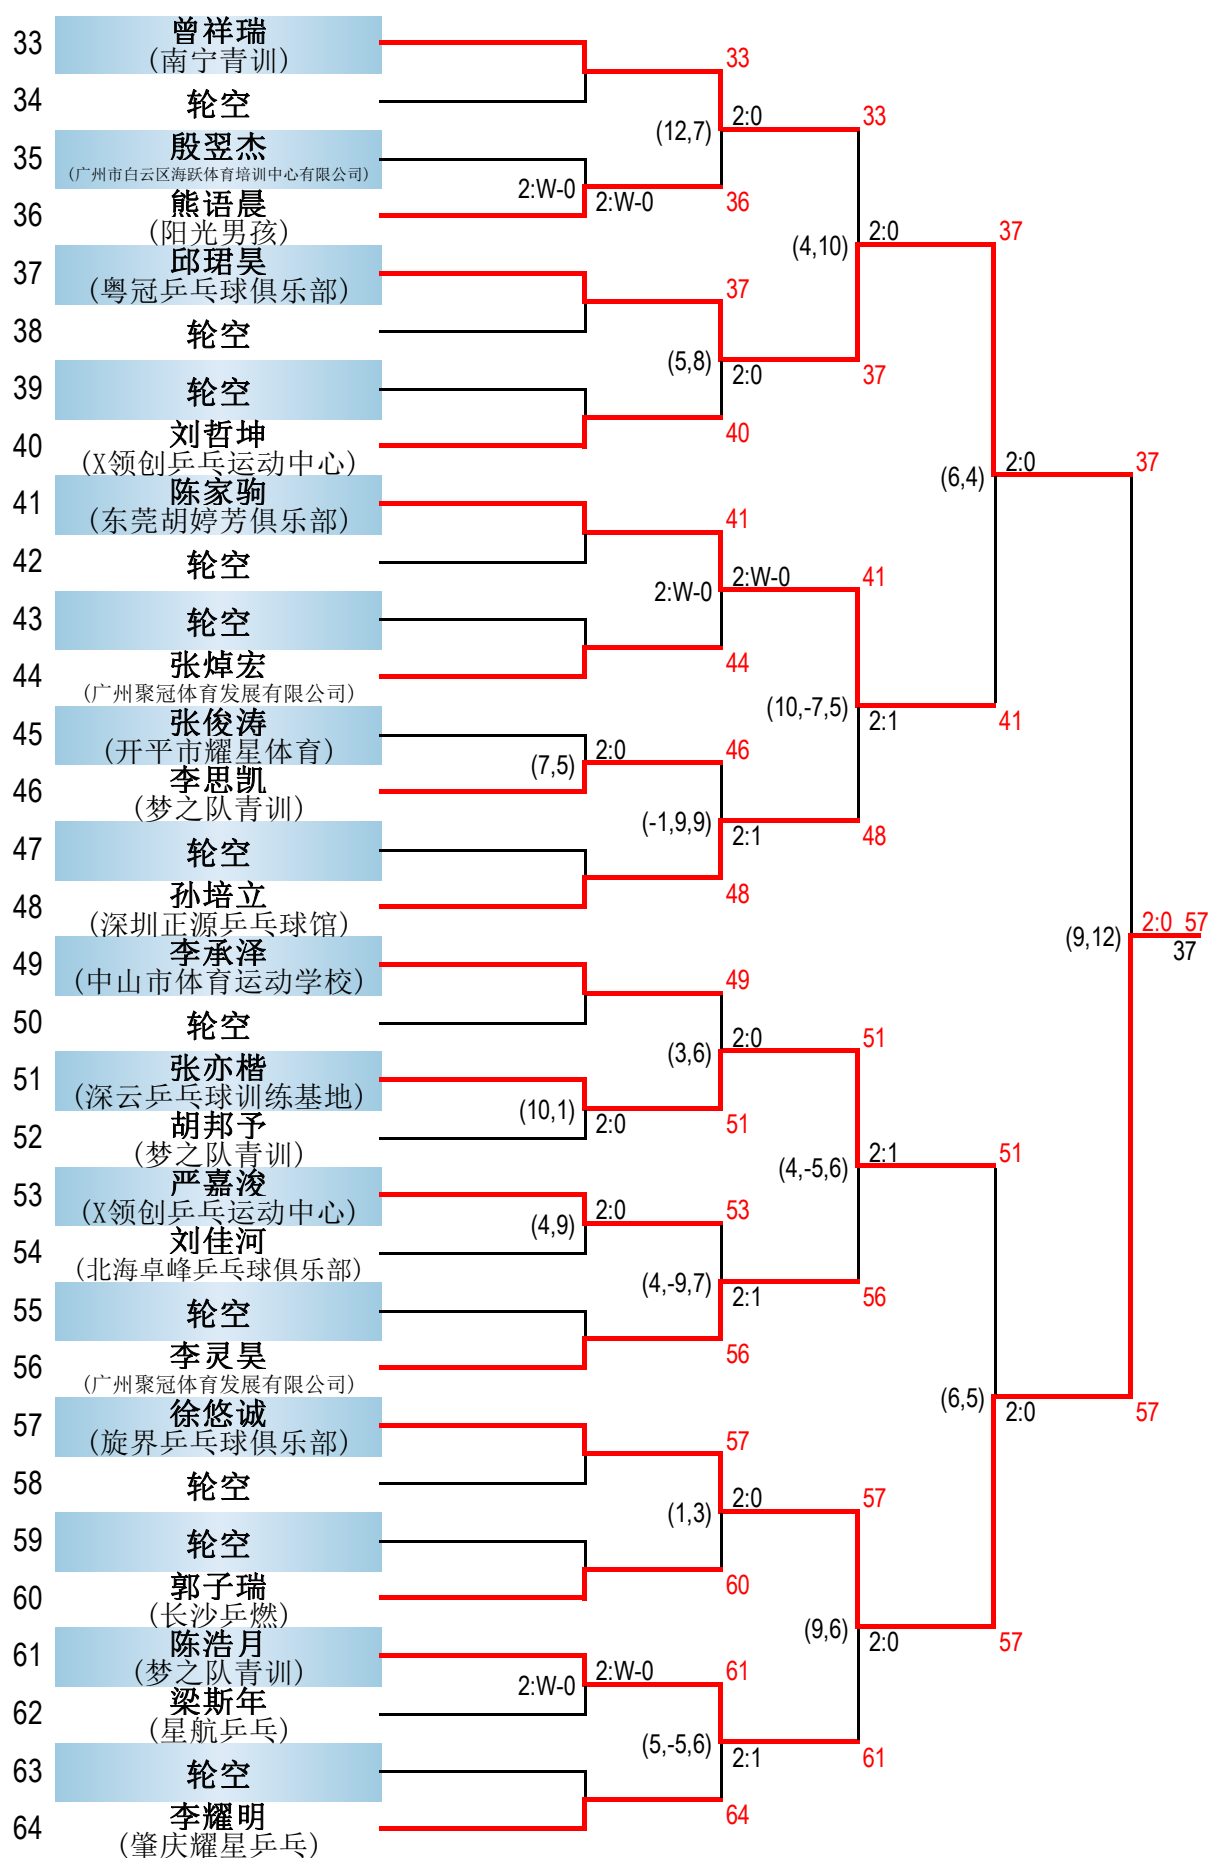 33
曾祥瑞
(南宁青训)
34
轮空
35
殷翌杰
(广州市白云区海跃体育培训中心有限公司)
36
熊语晨
(阳光男孩)
37
邱珺昊
(粤冠乒乓球俱乐部)
38
轮空
39
轮空
40
刘哲坤
(X领创乒乓运动中心)
41
陈家驹
(东莞胡婷芳俱乐部)
42
轮空
43
轮空
44
张焯宏
(广州聚冠体育发展有限公司)
45
张俊涛
(开平市耀星体育)
46
李思凯
(梦之队青训)
47
轮空
48
孙培立
(深圳正源乒乓球馆)
49
李承泽
(中山市体育运动学校)
50
轮空
51
张亦楷
(深云乒乓球训练基地)
52
胡邦予
(梦之队青训)
53
严嘉浚
(X领创乒乓运动中心)
54
刘佳河
(北海卓峰乒乓球俱乐部)
55
轮空
56
李灵昊
(广州聚冠体育发展有限公司)
57
徐悠诚
(旋界乒乓球俱乐部)
58
轮空
59
轮空
60
郭子瑞
(长沙乒燃)
61
陈浩月
(梦之队青训)
62
梁斯年
(星航乒乓)
63
轮空
64
李耀明
(肇庆耀星乒乓)
2:W-0
2:W-0
(7,5)
2:0
(10,1)
2:0
(4,9)
2:0
2:W-0
2:W-0
33
(12,7)
2:0
36
37
(5,8)
2:0
40
41
2:W-0
2:W-0
44
46
(-1,9,9)
2:1
48
49
(3,6)
2:0
51
53
(4,-9,7)
2:1
56
57
(1,3)
2:0
60
61
(5,-5,6)
2:1
64
33
(4,10)
2:0
37
41
(10,-7,5)
2:1
48
51
(4,-5,6)
2:1
56
57
(9,6)
2:0
61
37
(6,4)
2:0
41
51
(6,5)
2:0
57
37
(9,12)
2:0 57
37
57